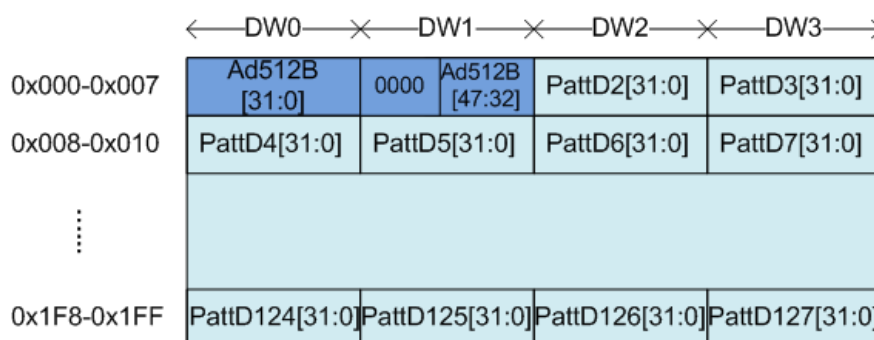 DW0 DW1 DW2 DW3
0x000-0x007 Ad512B [31:0] 0000 Ad512B [47:32] PattD2[31:0] PattD3[31:0]
0x008-0x010 PattD4[31:0] PattD5[31:0] PattD6[31:0] PattD7[31:0]
0x1F8-0x1FF PattD124[31:0] PattD125[31:0] PattD126[31:0] PattD127[31:0]